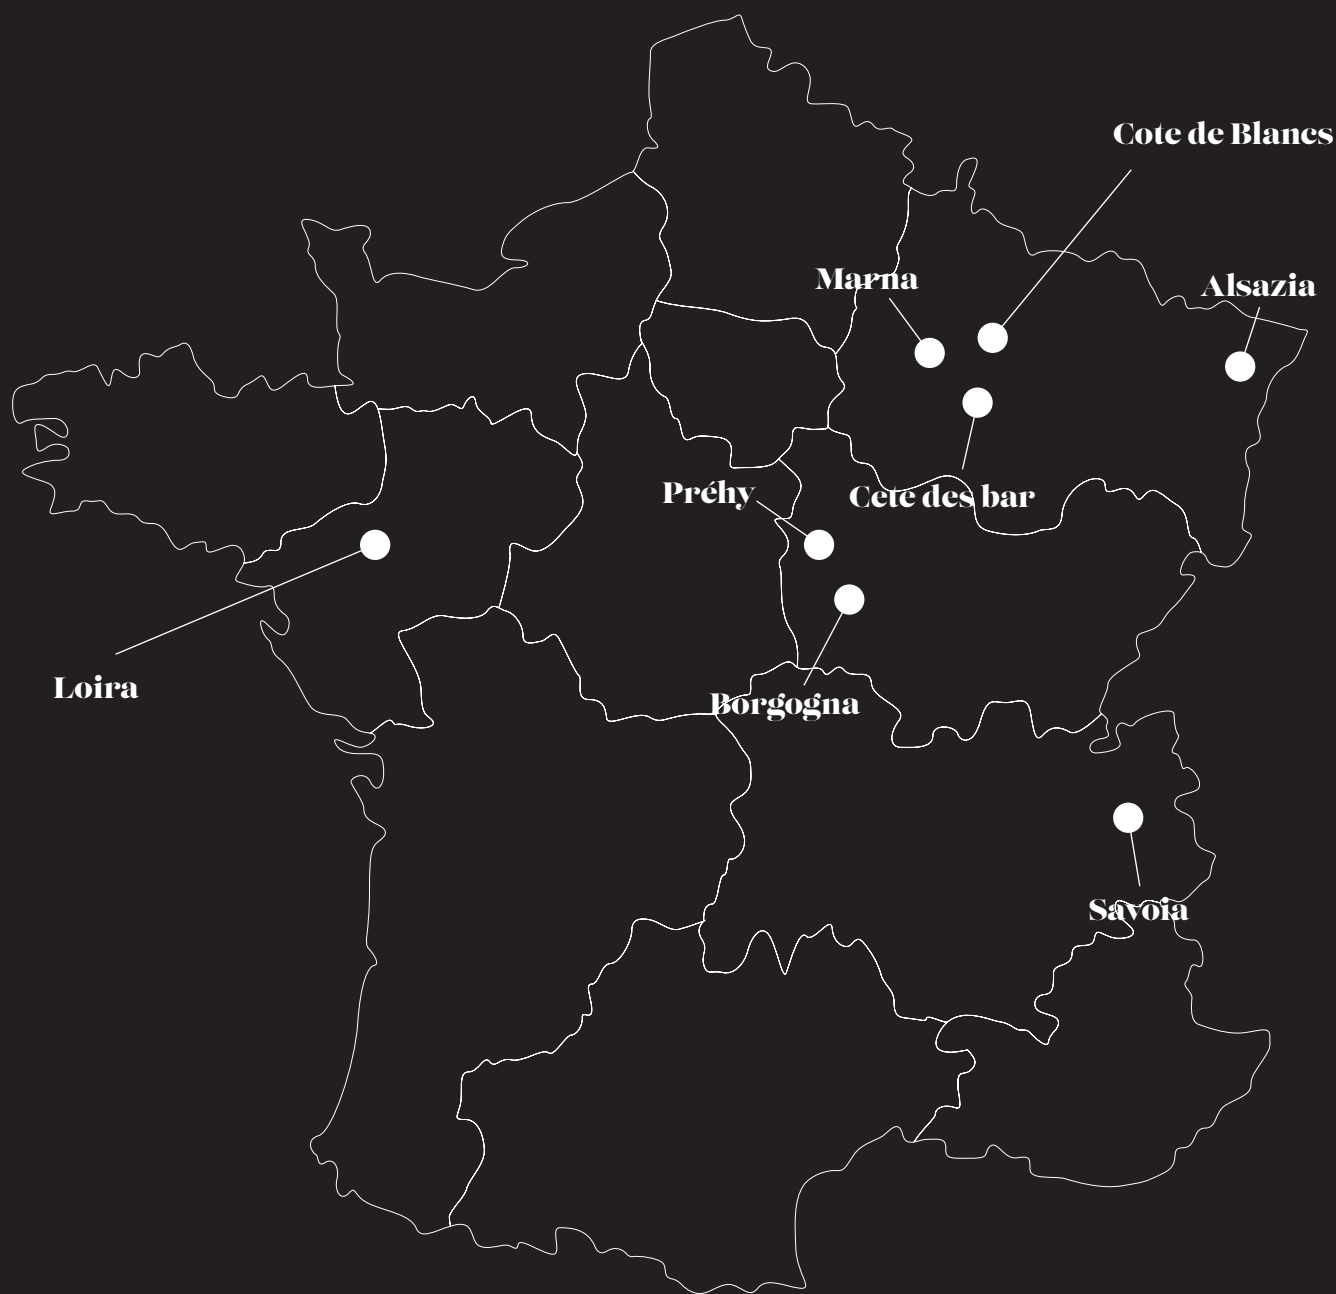 Cote de Blancs
Marna
Alsazia
Préhy
Cete des bar
Loira
Borgogna
Savoia